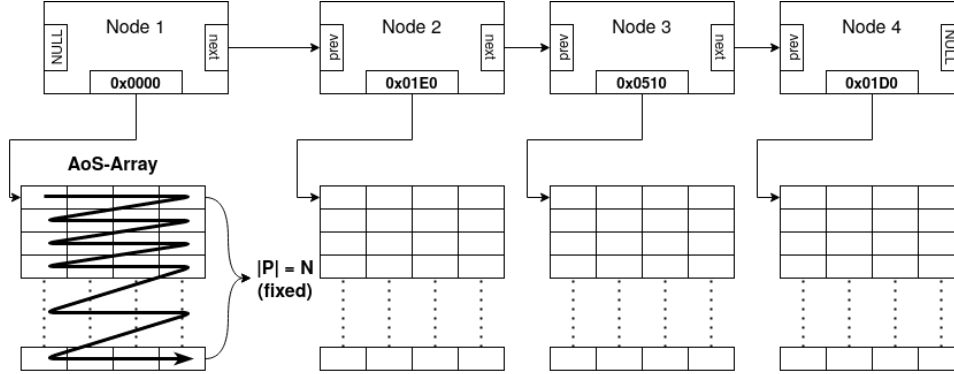 Node 1
NULL
next
0x0000
Node 2
prev
next
0x01E0
Node 3
prev
next
0x0510
Node 4
prev
NULL
0x01D0
AoS-Array
|P| = N
(fixed)